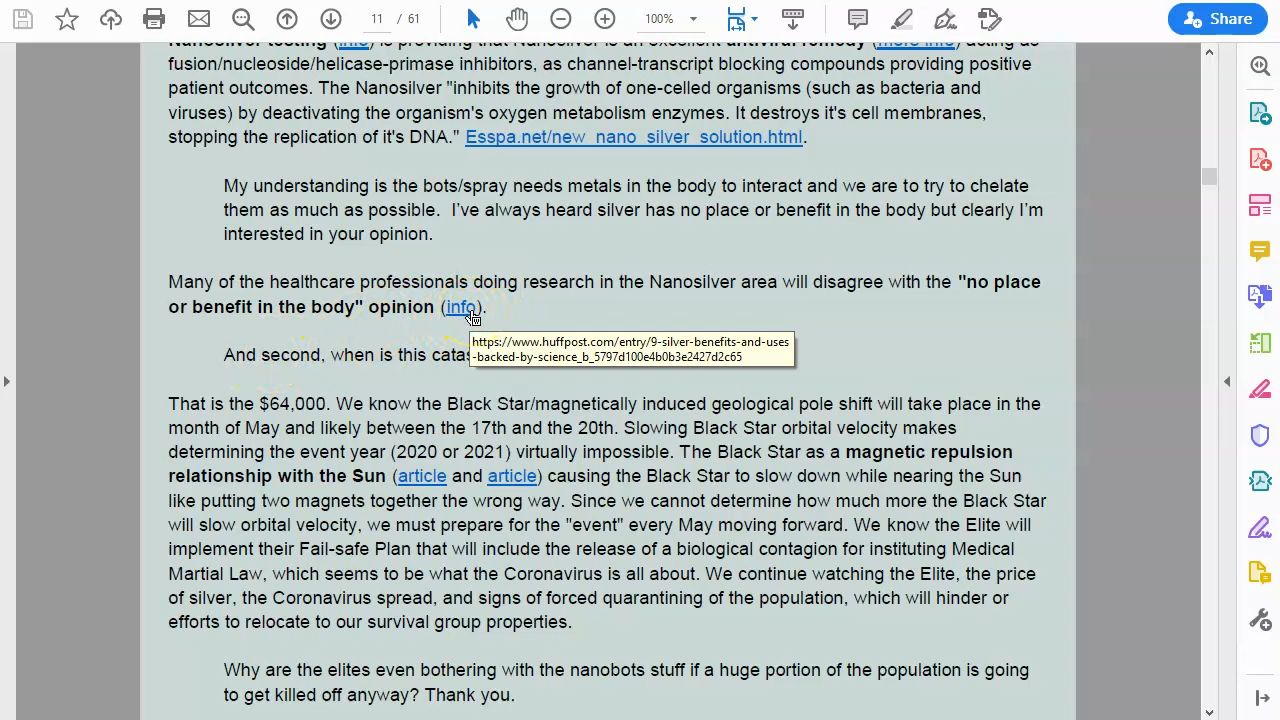 11 / 61
100%
Share
Nanosilver testing (info) is providing that Nanosilver is an excellent antiviral remedy (more info) acting as
fusion/nucleoside/helicase-primase inhibitors, as channel-transcript blocking compounds providing positive
patient outcomes. The Nanosilver "inhibits the growth of one-celled organisms (such as bacteria and
viruses) by deactivating the organism's oxygen metabolism enzymes. It destroys it's cell membranes,
stopping the replication of it's DNA." Esspa.net/new_nano_silver_solution.html.
My understanding is the bots/spray needs metals in the body to interact and we are to try to chelate
them as much as possible.  I've always heard silver has no place or benefit in the body but clearly I'm
interested in your opinion.
Many of the healthcare professionals doing research in the Nanosilver area will disagree with the "no place
or benefit in the body" opinion (info).
https://www.huffpost.com/entry/9-silver-benefits-and-uses
-backed-by-science_b_5797d100e4b0b3e2427d2c65
And second, when is this catas
That is the $64,000. We know the Black Star/magnetically induced geological pole shift will take place in the
month of May and likely between the 17th and the 20th. Slowing Black Star orbital velocity makes
determining the event year (2020 or 2021) virtually impossible. The Black Star as a magnetic repulsion
relationship with the Sun (article and article) causing the Black Star to slow down while nearing the Sun
like putting two magnets together the wrong way. Since we cannot determine how much more the Black Star
will slow orbital velocity, we must prepare for the "event" every May moving forward. We know the Elite will
implement their Fail-safe Plan that will include the release of a biological contagion for instituting Medical
Martial Law, which seems to be what the Coronavirus is all about. We continue watching the Elite, the price
of silver, the Coronavirus spread, and signs of forced quarantining of the population, which will hinder or
efforts to relocate to our survival group properties.
Why are the elites even bothering with the nanobots stuff if a huge portion of the population is going
to get killed off anyway? Thank you.